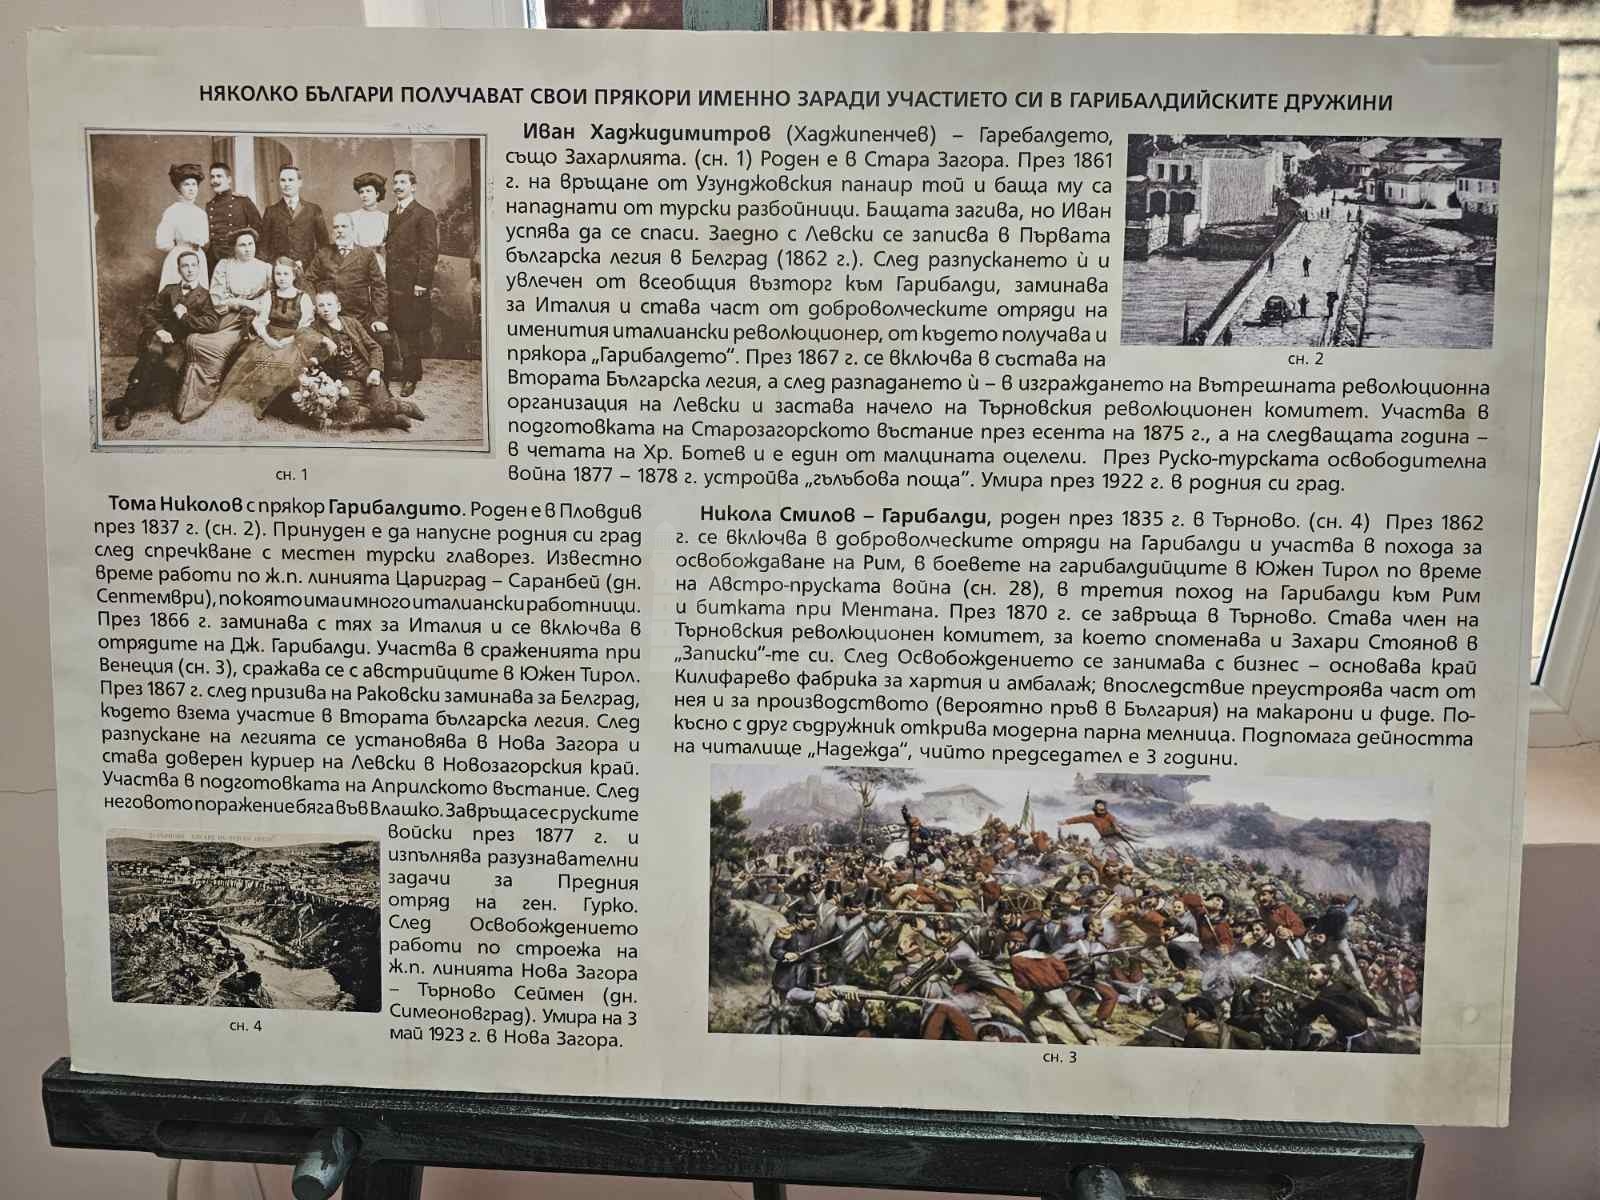 НЯКОЛКО БЪЛГАРИ ПОЛУЧАВАТ СВОИ ПРЯКОРИ ИМЕННО ЗАРАДИ УЧАСТИЕТО СИ В ГАРИБАЛДИЙСКИТЕ ДРУЖИНИ
Иван Хаджидимитров (Хаджипенчев) – Гаребалдето,
също Захарлията. (сн. 1) Роден е в Стара Загора. През 1861
г. на връщане от Узунджовския панаир той и баща му са
нападнати от турски разбойници. Бащата загива, но Иван
успява да се спаси. Заедно с Левски се записва в Първата
българска легия в Белград (1862 г.). След разпускането ѝ и
увлечен от всеобщия възторг към Гарибалди, заминава
за Италия и става част от доброволческите отряди на
именития италиански революционер, от където получава и
прякора „Гарибалдето“. През 1867 г. се включва в състава на
Втората Българска легия, а след разпадането ѝ – в изграждането на Вътрешната революционна
организация на Левски и застава начело на Търновския революционен комитет. Участва в
подготовката на Старозагорското въстание през есента на 1875 г., а на следващата година –
в четата на Хр. Ботев и е един от малцината оцелели. През Руско-турската освободителна
война 1877 – 1878 г. устройва „гълъбова поща”. Умира през 1922 г. в родния си град.
сн. 1
сн. 2
Тома Николов с прякор Гарибалдито. Роден е в Пловдив
през 1837 г. (сн. 2). Принуден е да напусне родния си град
след спречкване с местен турски главорез. Известно
време работи по ж.п. линията Цариград – Саранбей (дн.
Септември), по която има и много италиански работници.
През 1866 г. заминава с тях за Италия и се включва в
отрядите на Дж. Гарибалди. Участва в сраженията при
Венеция (сн. 3), сражава се с австрийците в Южен Тирол.
През 1867 г. след призива на Раковски заминава за Белград,
където взема участие в Втората българска легия. След
разпускане на легията се установява в Нова Загора и
става доверен куриер на Левски в Новозагорския край.
Участва в подготовката на Априлското въстание. След
неговото поражение бяга във Влашко. Завръща се с руските
войски през 1877 г. и
изпълнява разузнавателни
задачи за Предния
отряд на ген. Гурко.
След Освобождението
работи по строежа на
ж.п. линията Нова Загора
– Търново Сеймен (дн.
Симеоновград). Умира на 3
май 1923 г. в Нова Загора.
сн. 4
Никола Смилов – Гарибалди, роден през 1835 г. в Търново. (сн. 4) През 1862
г. се включва в доброволческите отряди на Гарибалди и участва в похода за
освобождаване на Рим, в боевете на гарибалдийците в Южен Тирол по време
на Австро-пруската война (сн. 28), в третия поход на Гарибалди към Рим
и битката при Ментана. През 1870 г. се завръща в Търново. Става член на
Търновския революционен комитет, за което споменава и Захари Стоянов в
„Записки”-те си. След Освобождението се занимава с бизнес – основава край
Килифарево фабрика за хартия и амбалаж; впоследствие преустроява част от
нея и за производството (вероятно пръв в България) на макарони и фиде. По-
късно с друг съдружник открива модерна парна мелница. Подпомага дейността
на читалище „Надежда“, чийто председател е 3 години.
сн. 3